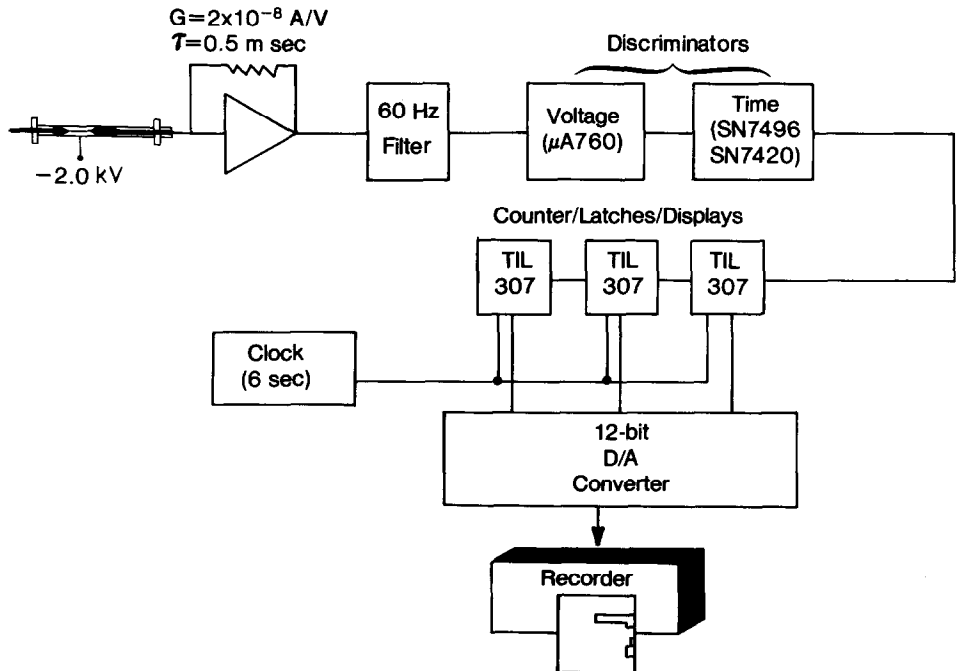 G=2x10⁻⁸ A/V
τ=0.5 m sec
−2.0 kV
60 Hz
Filter
Discriminators
Voltage
(μA760)
Time
(SN7496
SN7420)
Counter/Latches/Displays
TIL
307
TIL
307
TIL
307
Clock
(6 sec)
12-bit
D/A
Converter
Recorder